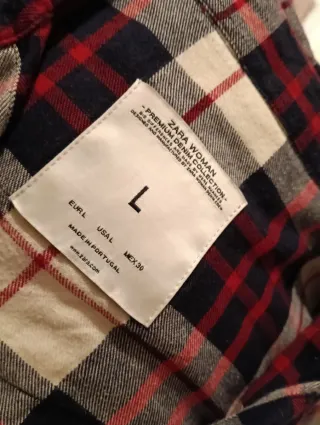 ZARA WOMAN
- PREMIUM DENIM COLLECTION -
L
EUR L USA L MEX 30
MADE IN PORTUGAL
www.zara.com